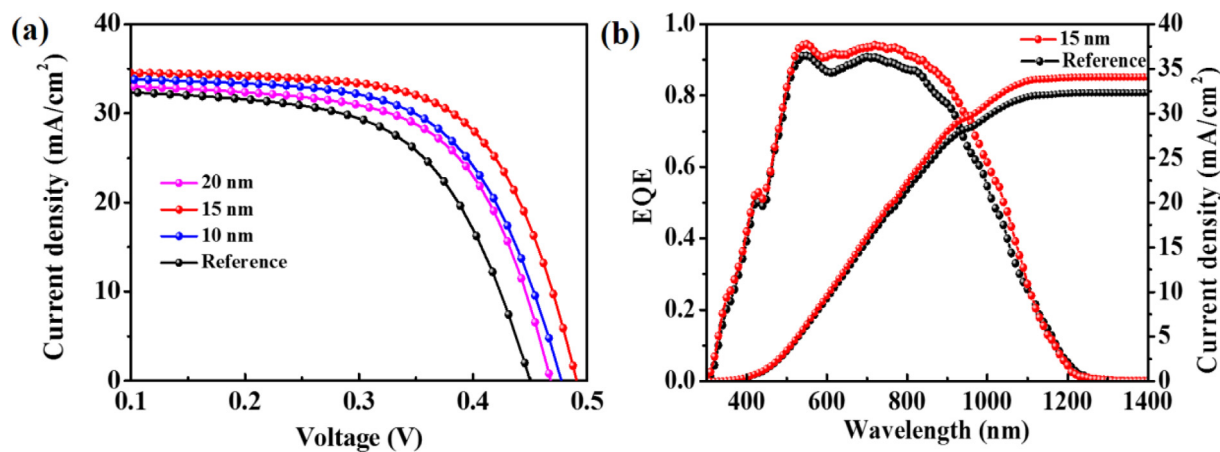 (a)
Current density (mA/cm²)
40
30
20
10
0
20 nm
15 nm
10 nm
Reference
0.1 0.2 0.3 0.4 0.5
Voltage (V)
(b)
EQE
1.0
0.8
0.6
0.4
0.2
0.0
15 nm
Reference
400 600 800 1000 1200 1400
Wavelength (nm)
40
35
30
25
20
15
10
5
0
Current density (mA/cm²)